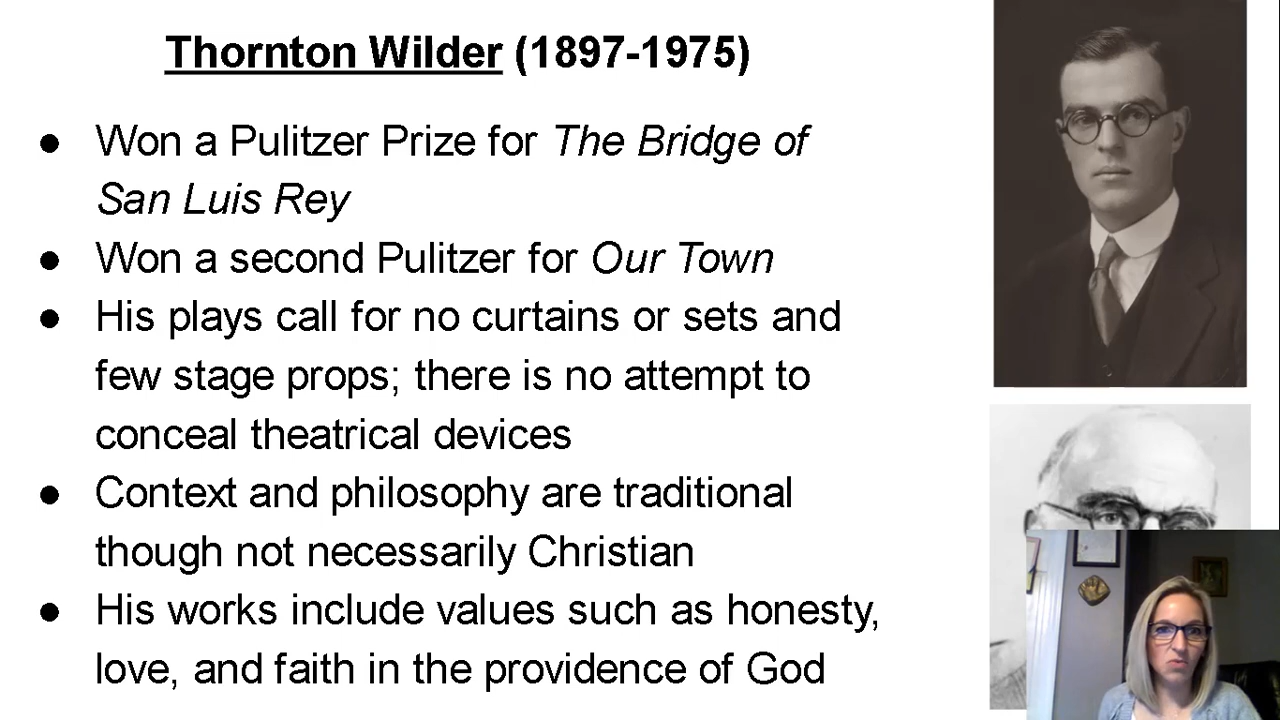 Thornton Wilder (1897-1975)
● Won a Pulitzer Prize for The Bridge of
San Luis Rey
● Won a second Pulitzer for Our Town
● His plays call for no curtains or sets and
few stage props; there is no attempt to
conceal theatrical devices
● Context and philosophy are traditional
though not necessarily Christian
● His works include values such as honesty,
love, and faith in the providence of God